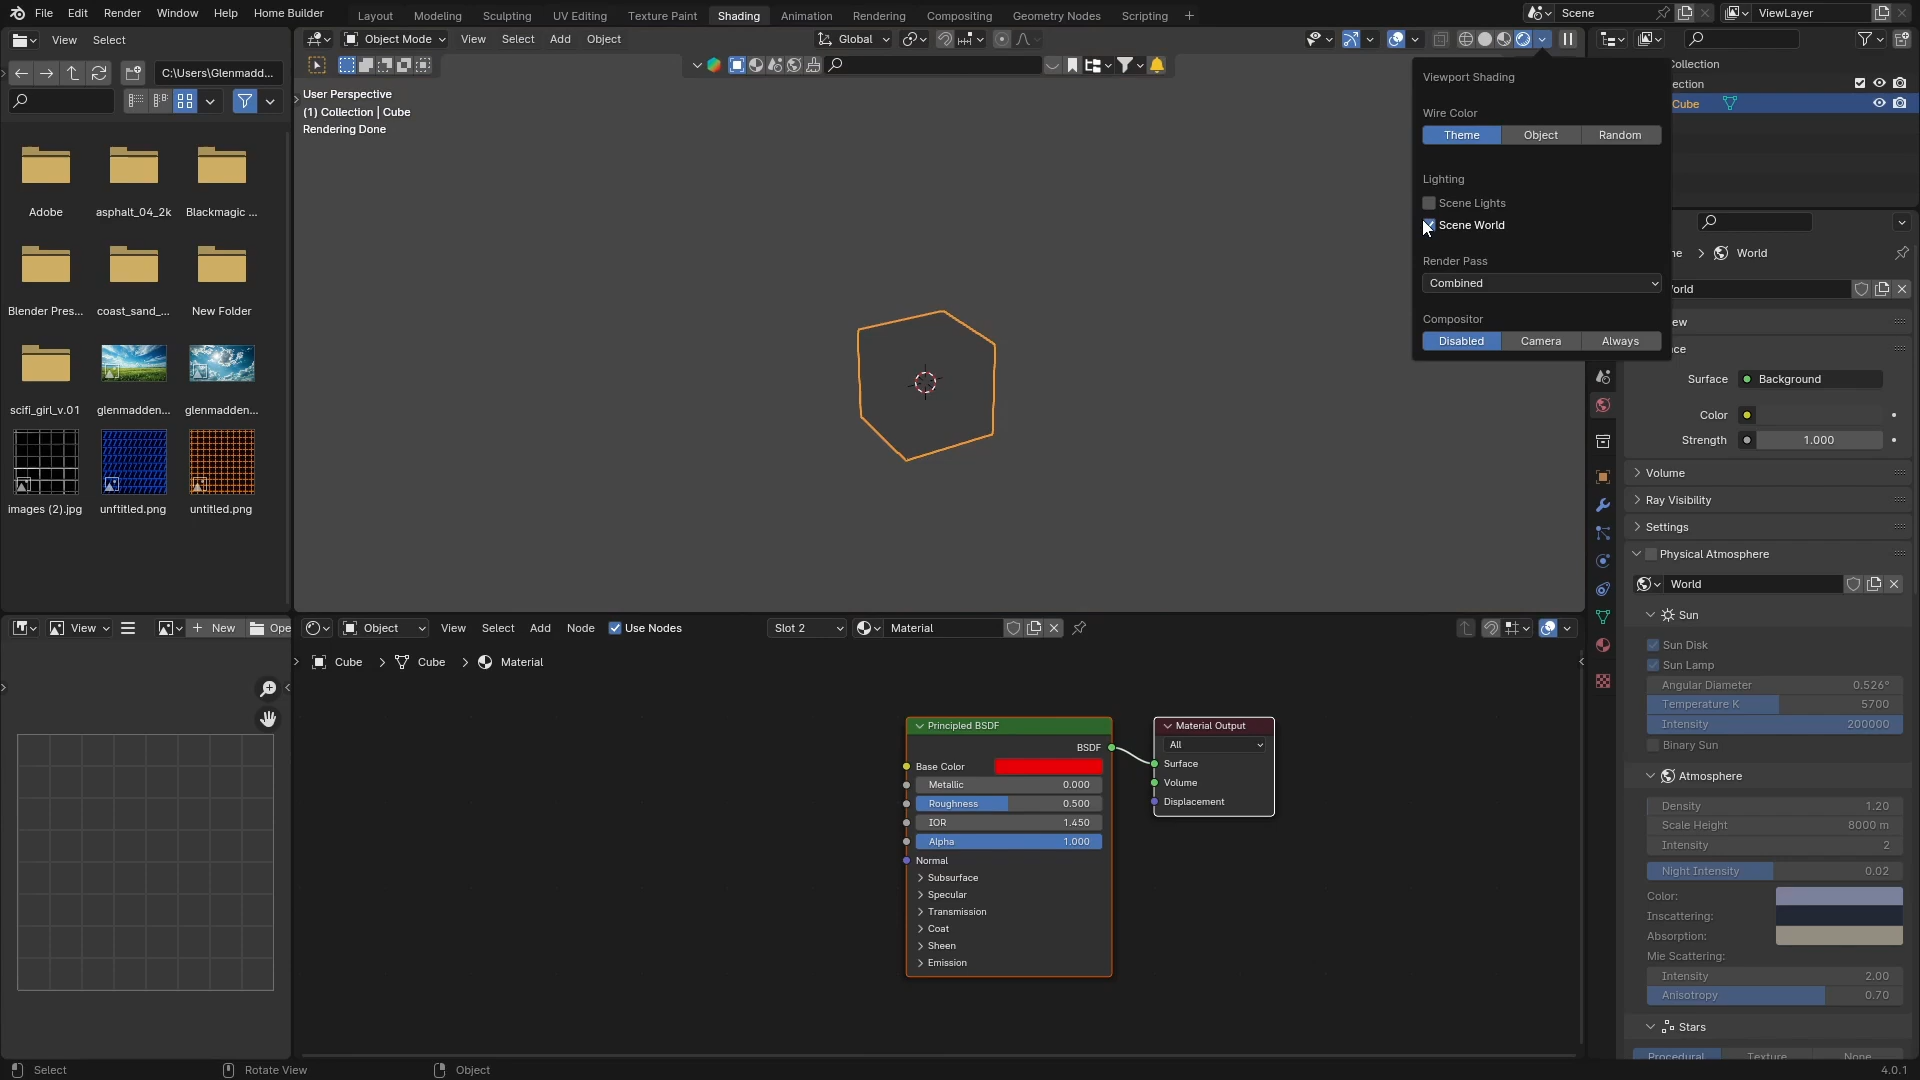 File Edit Render Window Help Home Builder Layout Modeling Sculpting UV Editing Texture Paint Shading Animation Rendering Compositing Geometry Nodes Scripting Scene ViewLayer
View Select
Object Mode View Select Add Object Global
C:\Users\Glenmadd...
User Perspective
(1) Collection | Cube
Rendering Done
Adobe asphalt_04_2k Blackmagic ...
Blender Pres... coast_sand_... New Folder
scifi_girl_v.01 glenmadden... glenmadden...
images (2).jpg unftitled.png untitled.png
Viewport Shading
Wire Color
Theme Object Random
Lighting
Scene Lights
Scene World
Render Pass
Combined
Compositor
Disabled Camera Always
Collection
ection
Cube
ne World
orld
ew
ce
Surface Background
Color
Strength 1.000
Volume
Ray Visibility
Settings
Physical Atmosphere
World
Sun
Sun Disk
Sun Lamp
Angular Diameter 0.526°
Temperature K 5700
Intensity 200000
Binary Sun
Atmosphere
Density 1.20
Scale Height 8000 m
Intensity 2
Night Intensity 0.02
Color:
Inscattering:
Absorption:
Mie Scattering:
Intensity 2.00
Anisotropy 0.70
Stars
Procedural Texture None
View New Ope
Object View Select Add Node Use Nodes Slot 2 Material
Cube Cube Material
Principled BSDF
BSDF
Base Color
Metallic 0.000
Roughness 0.500
IOR 1.450
Alpha 1.000
Normal
Subsurface
Specular
Transmission
Coat
Sheen
Emission
Material Output
All
Surface
Volume
Displacement
Select Rotate View Object 4.0.1